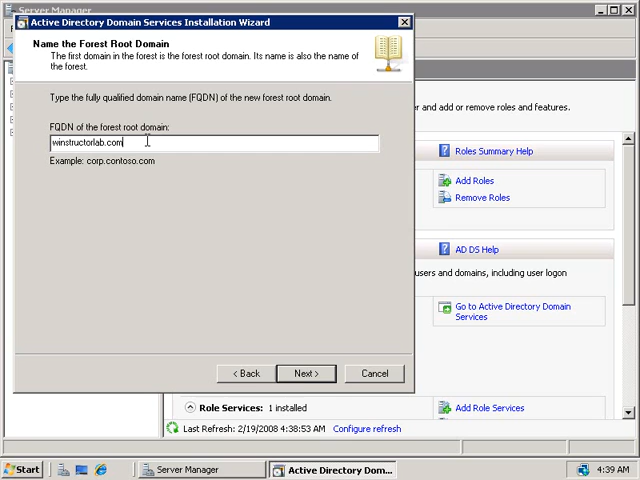 Server Manager
Active Directory Domain Services Installation Wizard
Name the Forest Root Domain
The first domain in the forest is the forest root domain. Its name is also the name of
the forest.
Type the fully qualified domain name (FQDN) of the new forest root domain.
FQDN of the forest root domain:
winstructorlab.com
Example: corp.contoso.com
< Back
Next >
Cancel
er and add or remove roles and features.
Roles Summary Help
Add Roles
Remove Roles
AD DS Help
users and domains, including user logon
Go to Active Directory Domain
Services
Role Services: 1 installed
Add Role Services
Last Refresh: 2/19/2008 4:38:53 AM
Configure refresh
Start
Server Manager
Active Directory Dom...
4:39 AM